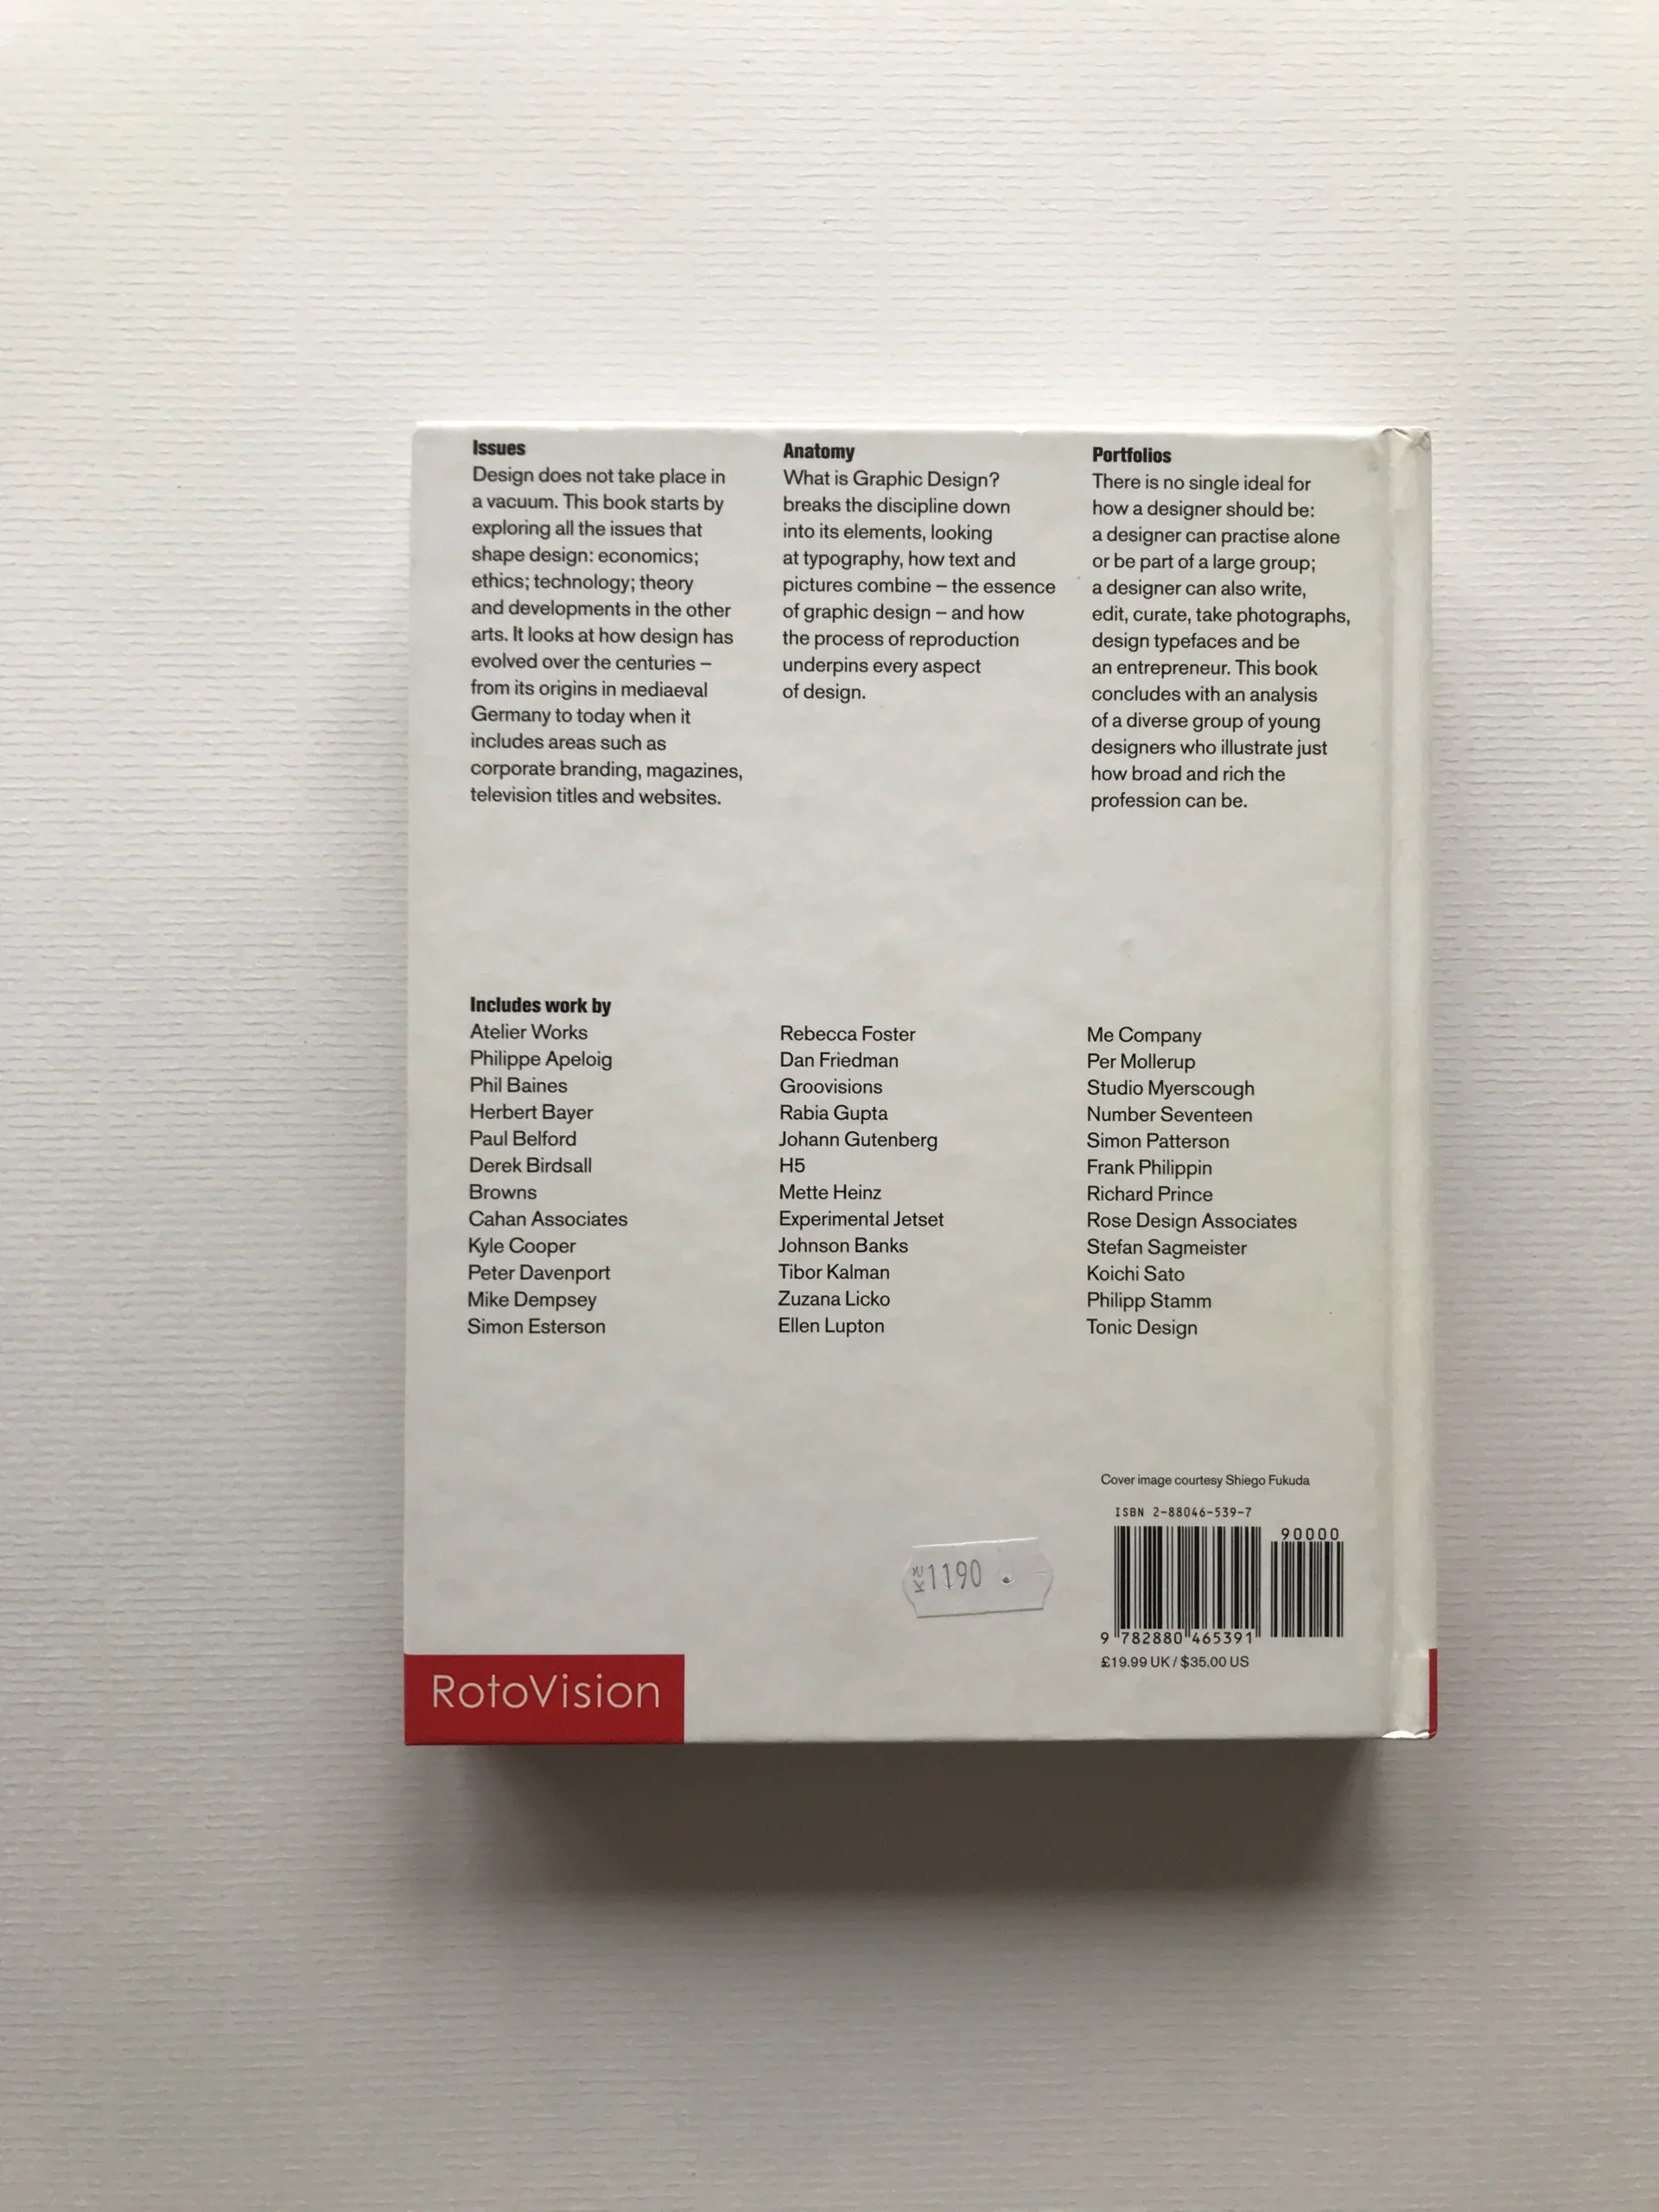 Issues
Design does not take place in
a vacuum. This book starts by
exploring all the issues that
shape design: economics;
ethics; technology; theory
and developments in the other
arts. It looks at how design has
evolved over the centuries –
from its origins in mediaeval
Germany to today when it
includes areas such as
corporate branding, magazines,
television titles and websites.
Anatomy
What is Graphic Design?
breaks the discipline down
into its elements, looking
at typography, how text and
pictures combine – the essence
of graphic design – and how
the process of reproduction
underpins every aspect
of design.
Portfolios
There is no single ideal for
how a designer should be:
a designer can practise alone
or be part of a large group;
a designer can also write,
edit, curate, take photographs,
design typefaces and be
an entrepreneur. This book
concludes with an analysis
of a diverse group of young
designers who illustrate just
how broad and rich the
profession can be.
Includes work by
Atelier Works
Philippe Apeloig
Phil Baines
Herbert Bayer
Paul Belford
Derek Birdsall
Browns
Cahan Associates
Kyle Cooper
Peter Davenport
Mike Dempsey
Simon Esterson
Rebecca Foster
Dan Friedman
Groovisions
Rabia Gupta
Johann Gutenberg
H5
Mette Heinz
Experimental Jetset
Johnson Banks
Tibor Kalman
Zuzana Licko
Ellen Lupton
Me Company
Per Mollerup
Studio Myerscough
Number Seventeen
Simon Patterson
Frank Philippin
Richard Prince
Rose Design Associates
Stefan Sagmeister
Koichi Sato
Philipp Stamm
Tonic Design
Cover image courtesy Shiego Fukuda
ISBN 2-88046-539-7
90000
9 782880 465391
£19.99 UK / $35.00 US
Kč 1190 .
RotoVision